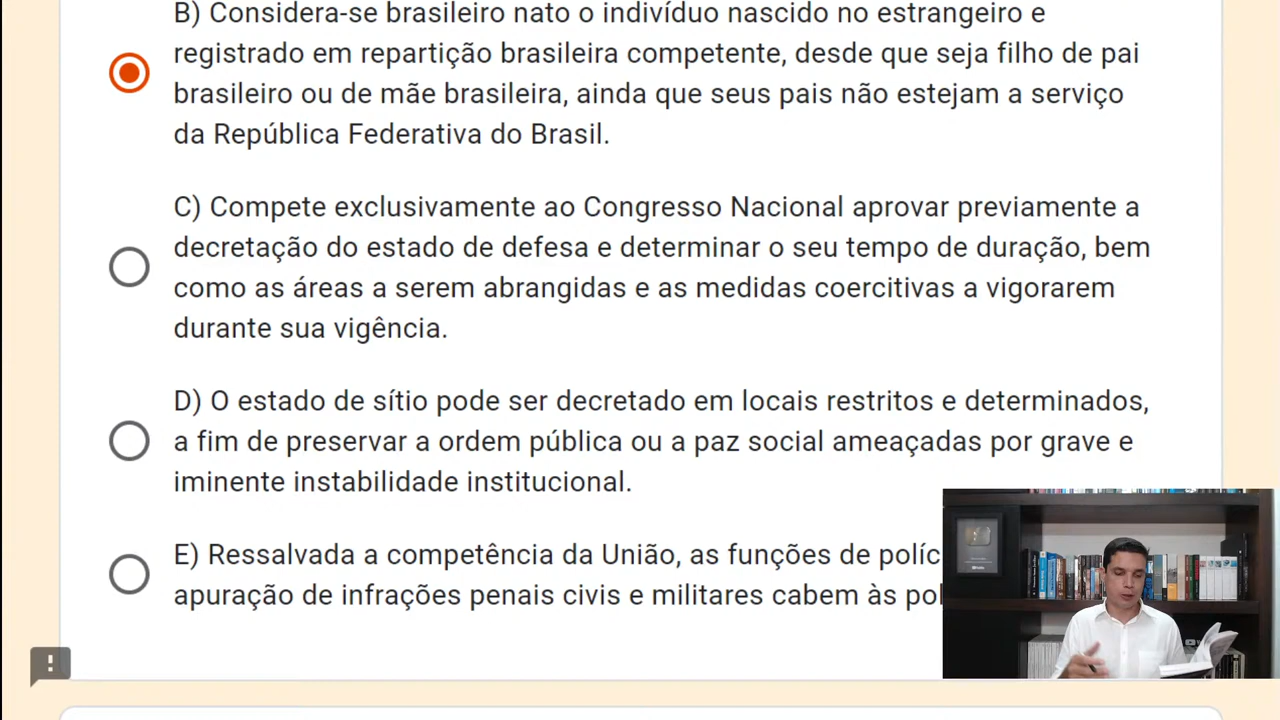 B) Considera-se brasileiro nato o indivíduo nascido no estrangeiro e
registrado em repartição brasileira competente, desde que seja filho de pai
brasileiro ou de mãe brasileira, ainda que seus pais não estejam a serviço
da República Federativa do Brasil.
C) Compete exclusivamente ao Congresso Nacional aprovar previamente a
decretação do estado de defesa e determinar o seu tempo de duração, bem
como as áreas a serem abrangidas e as medidas coercitivas a vigorarem
durante sua vigência.
D) O estado de sítio pode ser decretado em locais restritos e determinados,
a fim de preservar a ordem pública ou a paz social ameaçadas por grave e
iminente instabilidade institucional.
E) Ressalvada a competência da União, as funções de políc
apuração de infrações penais civis e militares cabem às pol